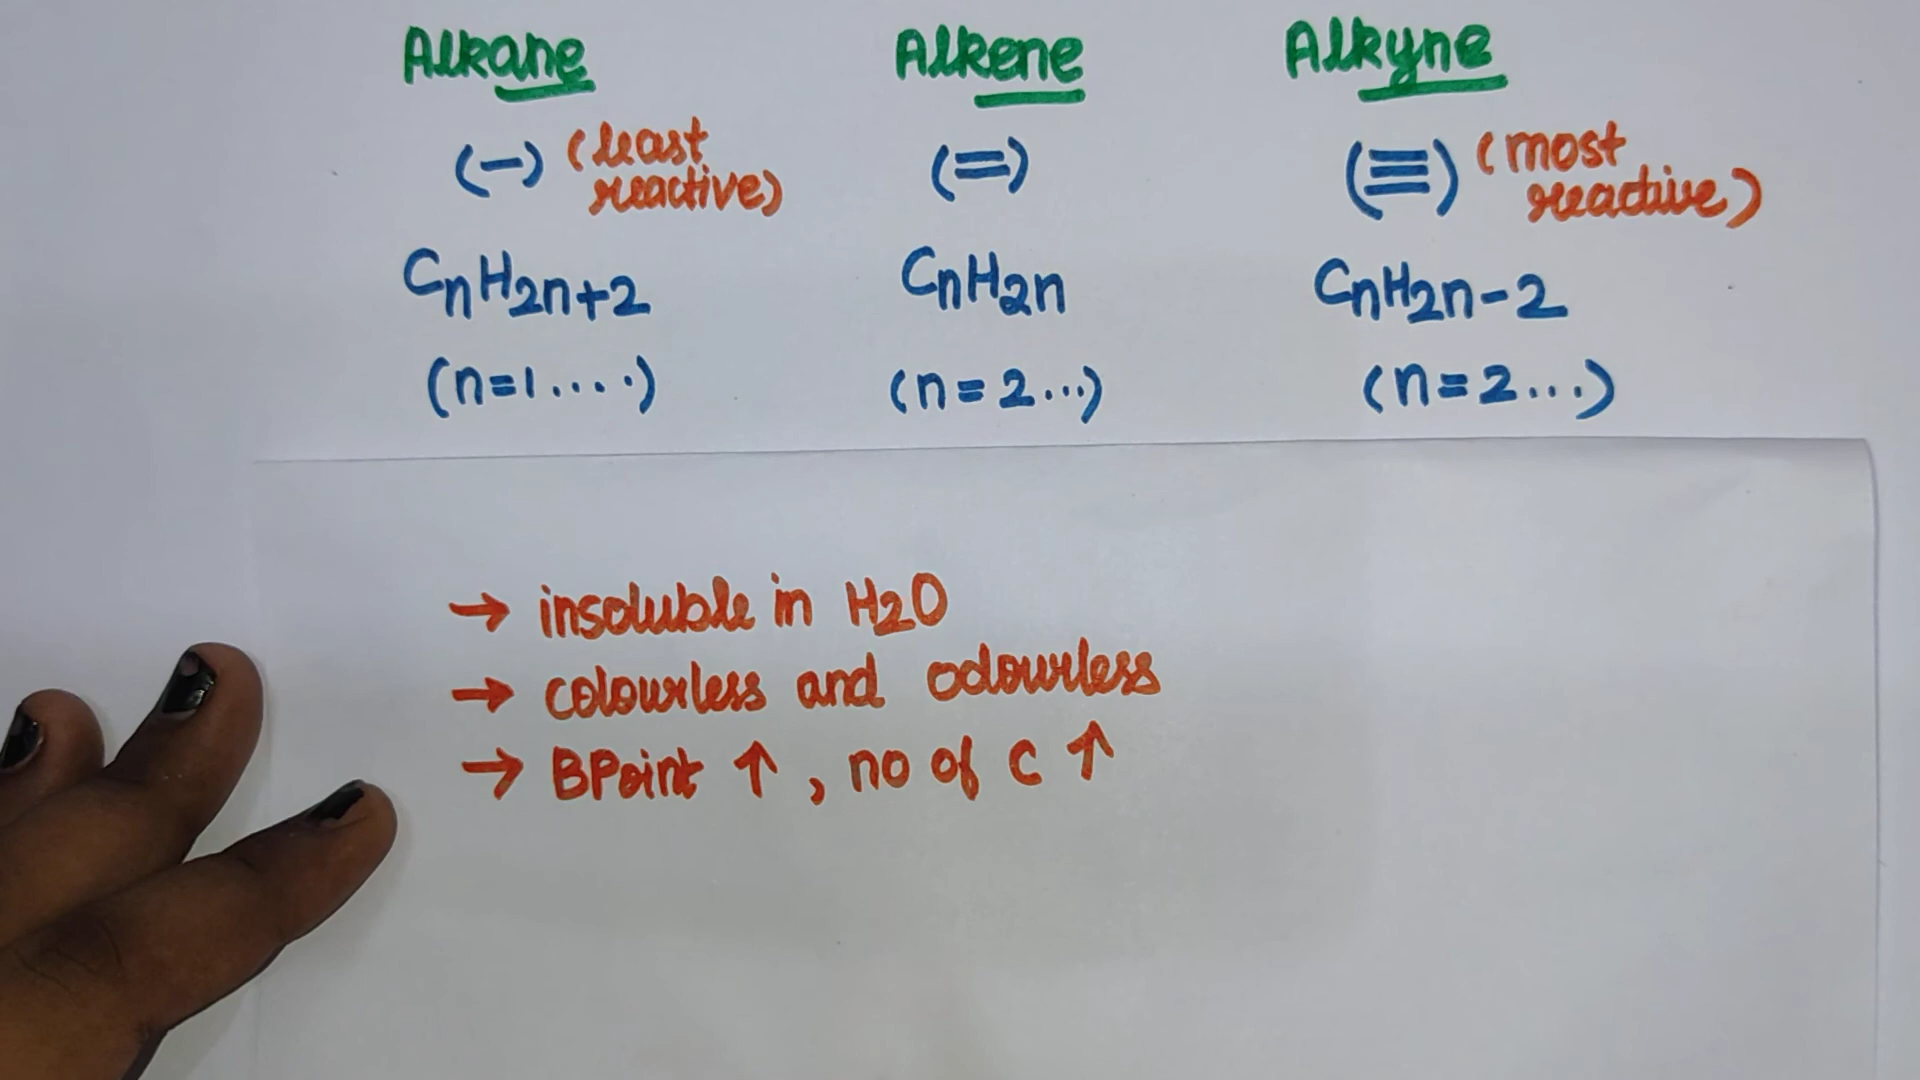 Alkane Alkene Alkyne
(−) (least reactive) (=) (≡) (most reactive)
CnH2n+2 CnH2n CnH2n-2
(n=1....) (n=2...) (n=2...)
→ insoluble in H2O
→ colourless and odourless
→ BPoint ↑, no of C ↑